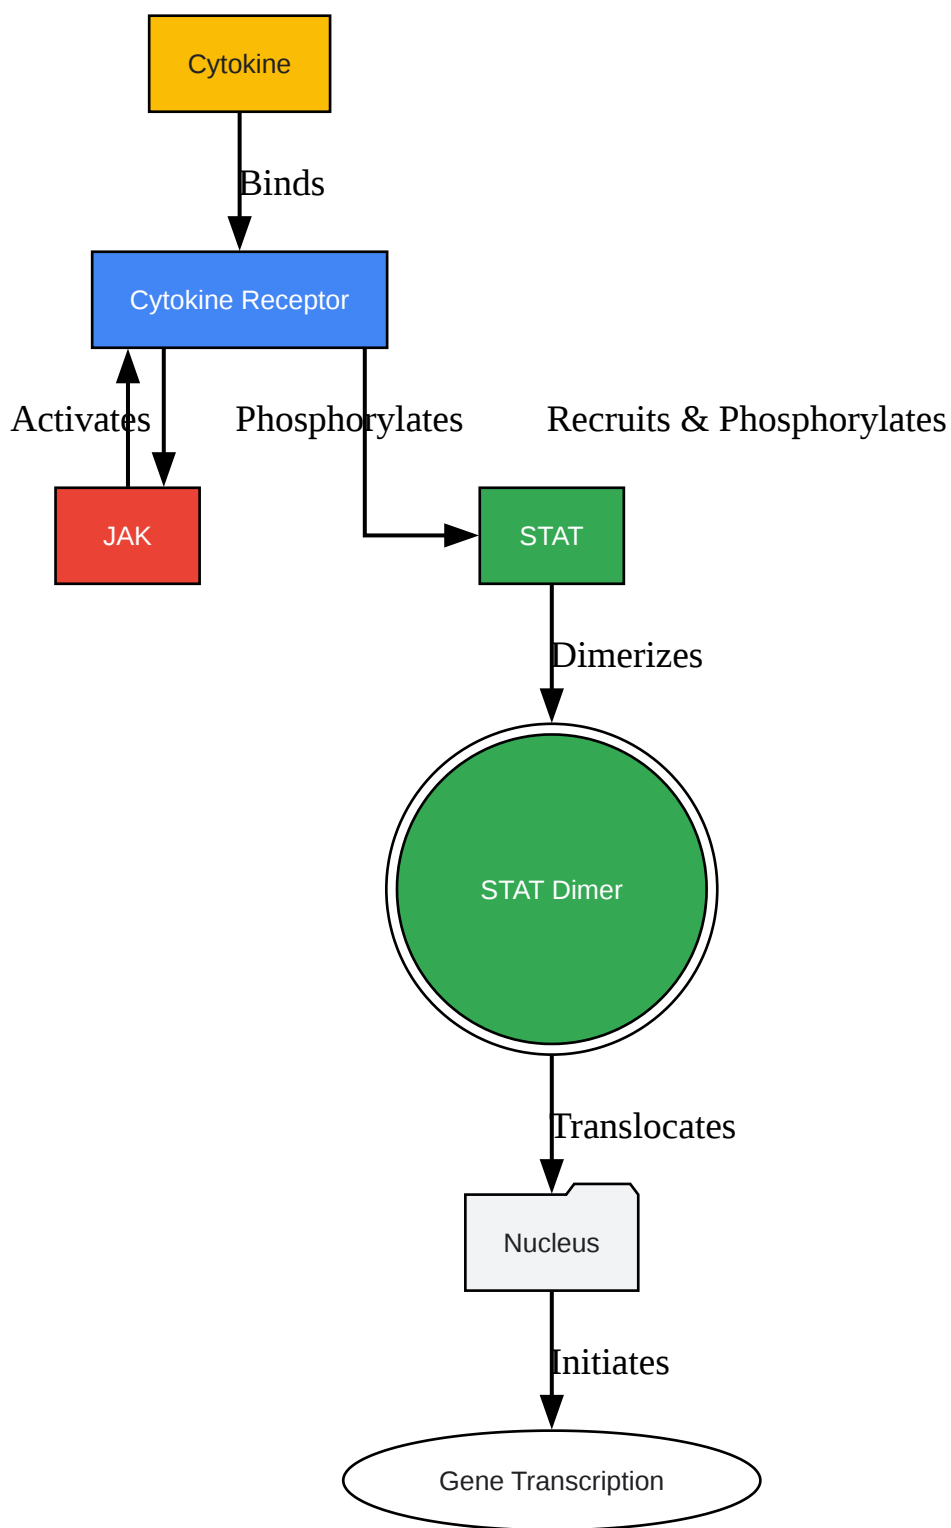 Cytokine
Binds
Cytokine Receptor
Activates
Phosphorylates
Recruits & Phosphorylates
JAK
STAT
Dimerizes
STAT Dimer
Translocates
Nucleus
Initiates
Gene Transcription